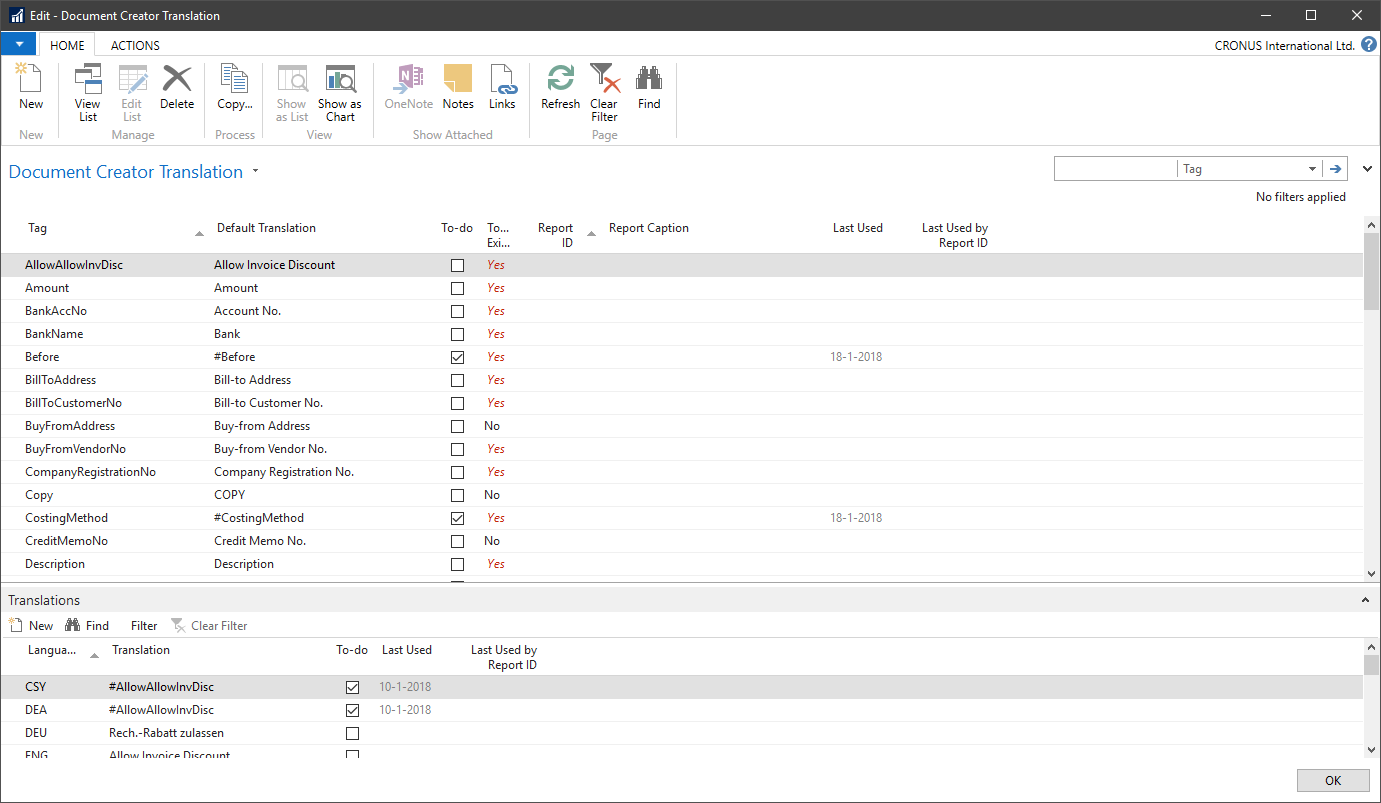 Edit - Document Creator Translation
HOME ACTIONS CRONUS International Ltd. ?
New View List Edit List Delete Copy... Show as List Show as Chart OneNote Notes Links Refresh Clear Filter Find
New Manage Process View Show Attached Page
Document Creator Translation
Tag
No filters applied
Tag Default Translation To-do To... Exi... Report ID Report Caption Last Used Last Used by Report ID
AllowAllowInvDisc Allow Invoice Discount Yes
Amount Amount Yes
BankAccNo Account No. Yes
BankName Bank Yes
Before #Before Yes 18-1-2018
BillToAddress Bill-to Address Yes
BillToCustomerNo Bill-to Customer No. Yes
BuyFromAddress Buy-from Address No
BuyFromVendorNo Buy-from Vendor No. Yes
CompanyRegistrationNo Company Registration No. Yes
Copy COPY No
CostingMethod #CostingMethod Yes 18-1-2018
CreditMemoNo Credit Memo No. No
Description Description Yes
Translations
New Find Filter Clear Filter
Langua... Translation To-do Last Used Last Used by Report ID
CSY #AllowAllowInvDisc 10-1-2018
DEA #AllowAllowInvDisc 10-1-2018
DEU Rech.-Rabatt zulassen
ENG Allow Invoice Discount
OK